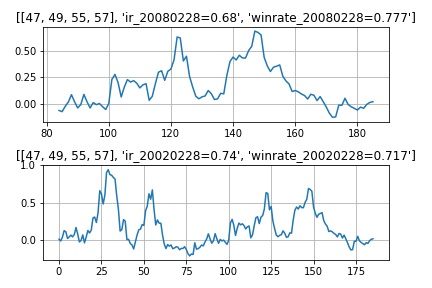 [[47, 49, 55, 57], 'ir_20080228=0.68', 'winrate_20080228=0.777']
0.50
0.25
0.00
80 100 120 140 160 180
[[47, 49, 55, 57], 'ir_20020228=0.74', 'winrate_20020228=0.717']
1.0
0.5
0.0
0 25 50 75 100 125 150 175